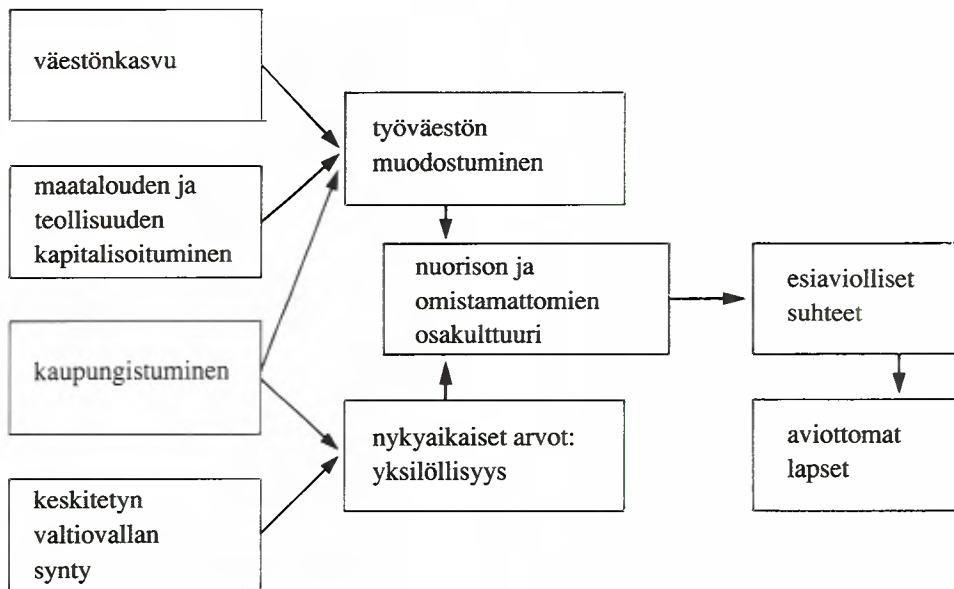 väestönkasvu
maatalouden ja
teollisuuden
kapitalisoituminen
kaupungistuminen
keskitetyn
valtiovallan
synty
työväestön
muodostuminen
nuorison ja
omistamattomien
osakulttuuri
nykyaikaiset arvot:
yksilöllisyys
esiaviolliset
suhteet
aviottomat
lapset